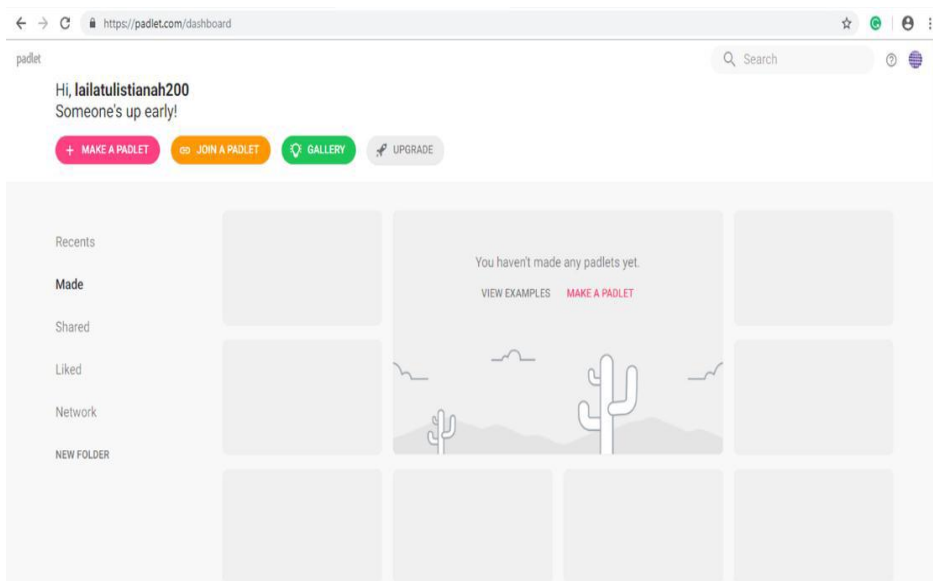 https://padlet.com/dashboard
padlet
Search
Hi, lailatulistianah200
Someone's up early!
+ MAKE A PADLET
JOIN A PADLET
GALLERY
UPGRADE
Recents
Made
Shared
Liked
Network
NEW FOLDER
You haven't made any padlets yet.
VIEW EXAMPLES MAKE A PADLET